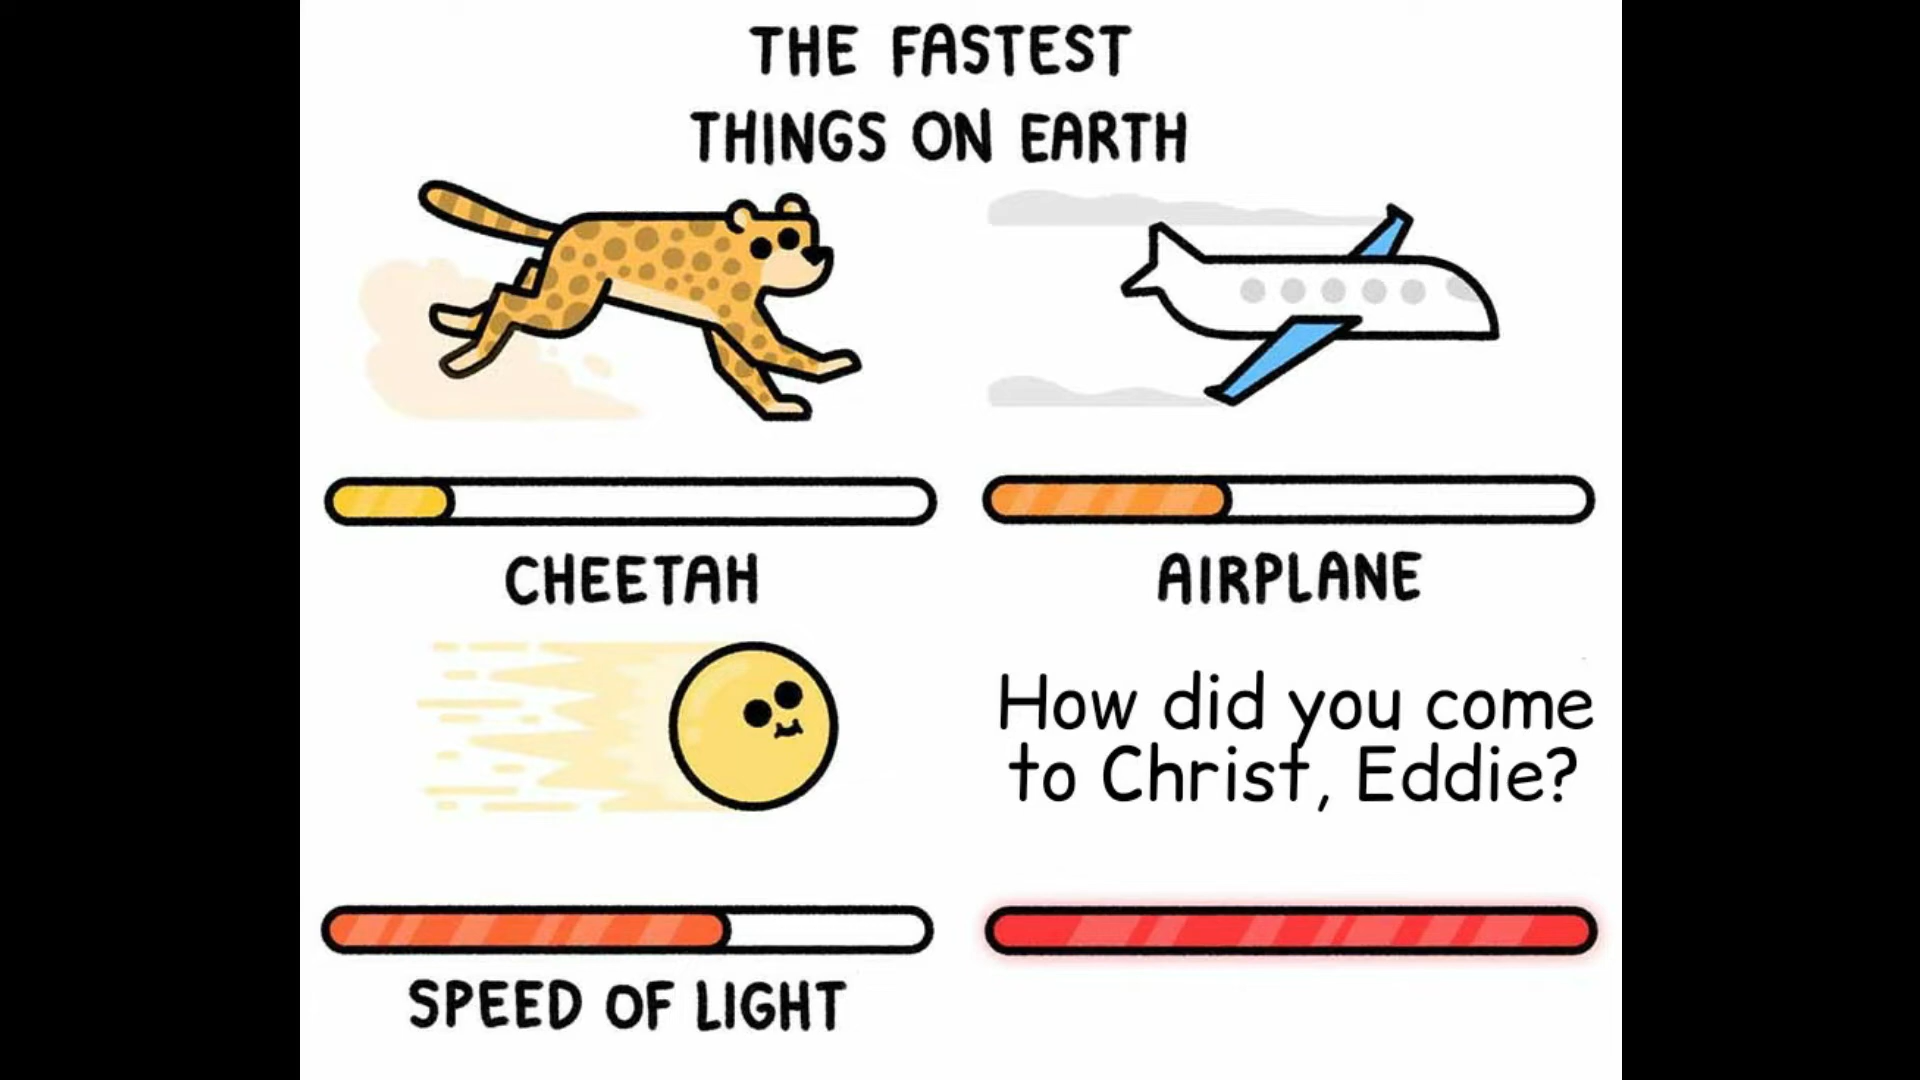 THE FASTEST
THINGS ON EARTH
CHEETAH
AIRPLANE
How did you come
to Christ, Eddie?
SPEED OF LIGHT